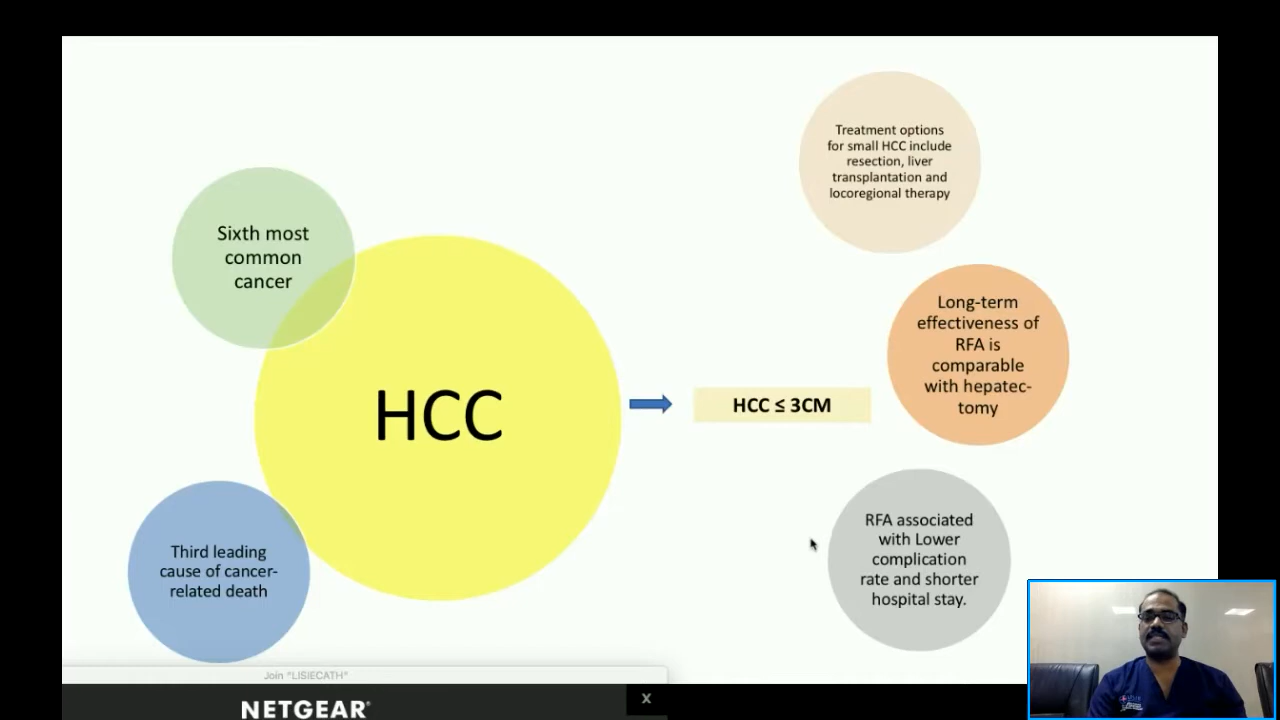 Treatment options
for small HCC include
resection, liver
transplantation and
locoregional therapy
Sixth most
common
cancer
Long-term
effectiveness of
RFA is
comparable
with hepatec-
tomy
HCC
HCC ≤ 3CM
RFA associated
with Lower
complication
rate and shorter
hospital stay.
Third leading
cause of cancer-
related death
Join "LISIECATH"
NETGEAR
X